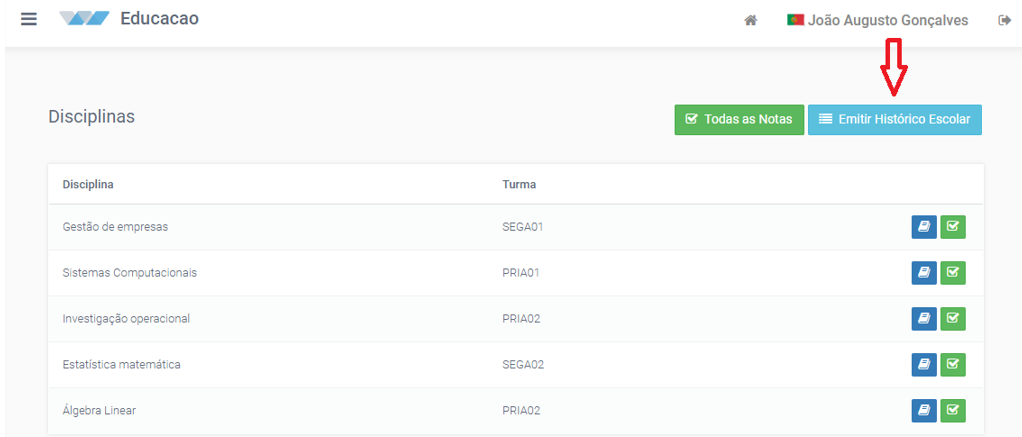 Educacao
João Augusto Gonçalves
Disciplinas
Todas as Notas
Emitir Histórico Escolar
Disciplina Turma
Gestão de empresas SEGA01
Sistemas Computacionais PRIA01
Investigação operacional PRIA02
Estatística matemática SEGA02
Álgebra Linear PRIA02